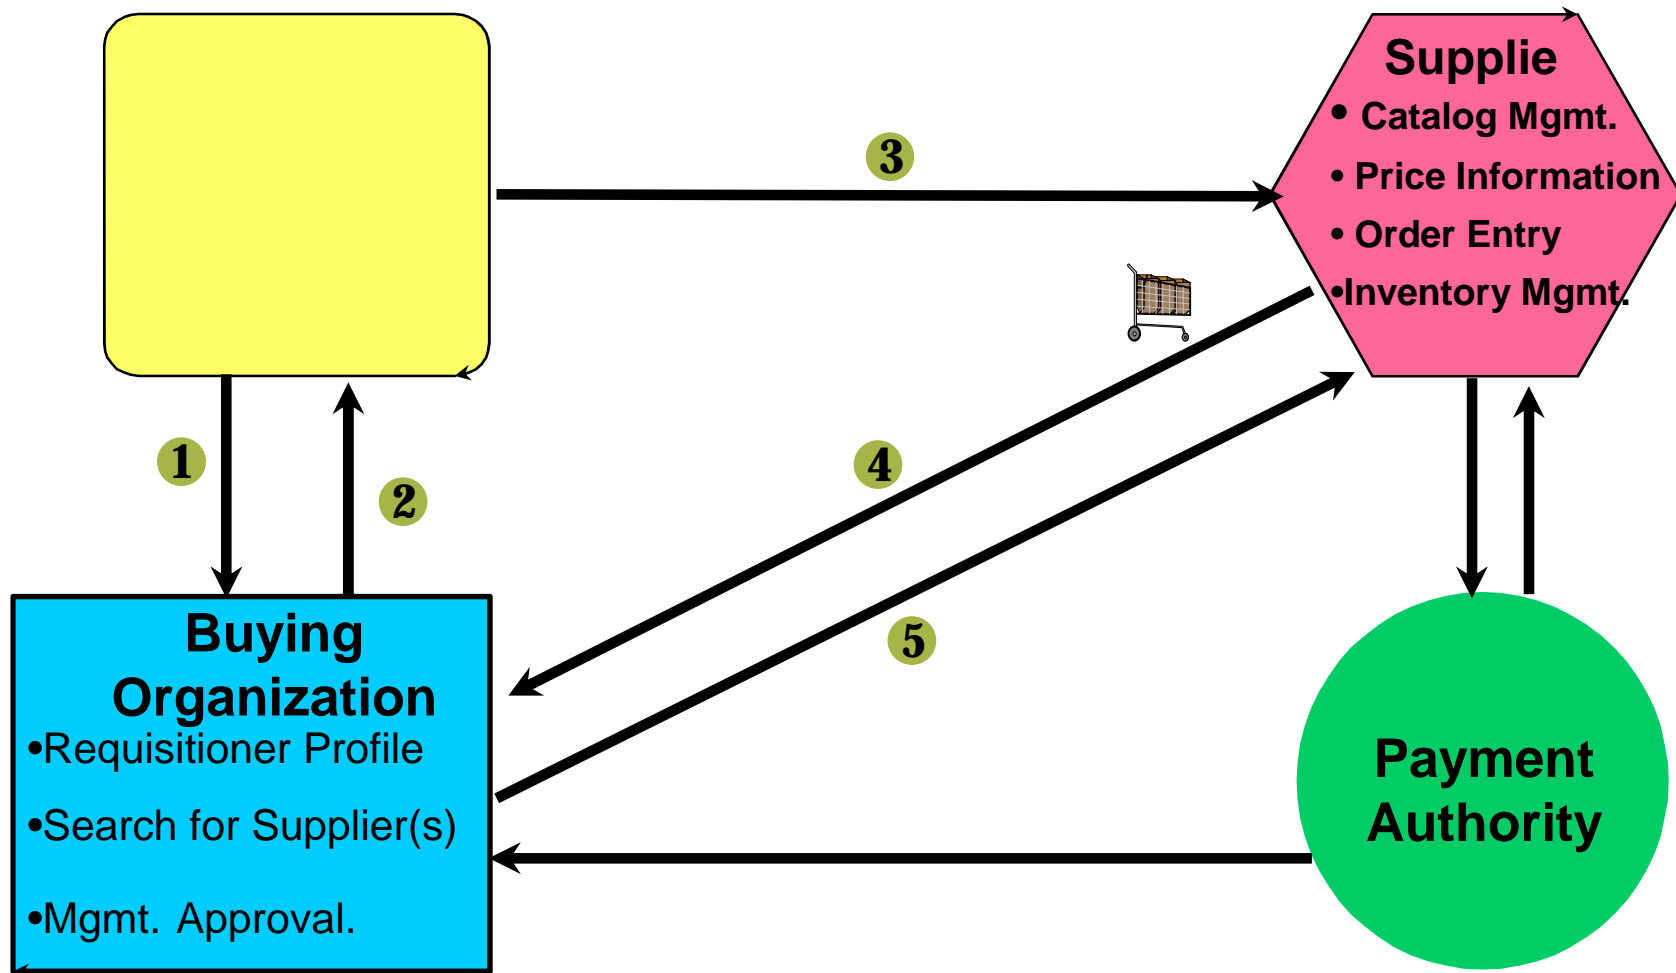 Supplie
• Catalog Mgmt.
• Price Information
• Order Entry
•Inventory Mgmt.
3
1
2
4
5
Buying
Organization
•Requisitioner Profile
•Search for Supplier(s)
•Mgmt. Approval.
Payment
Authority